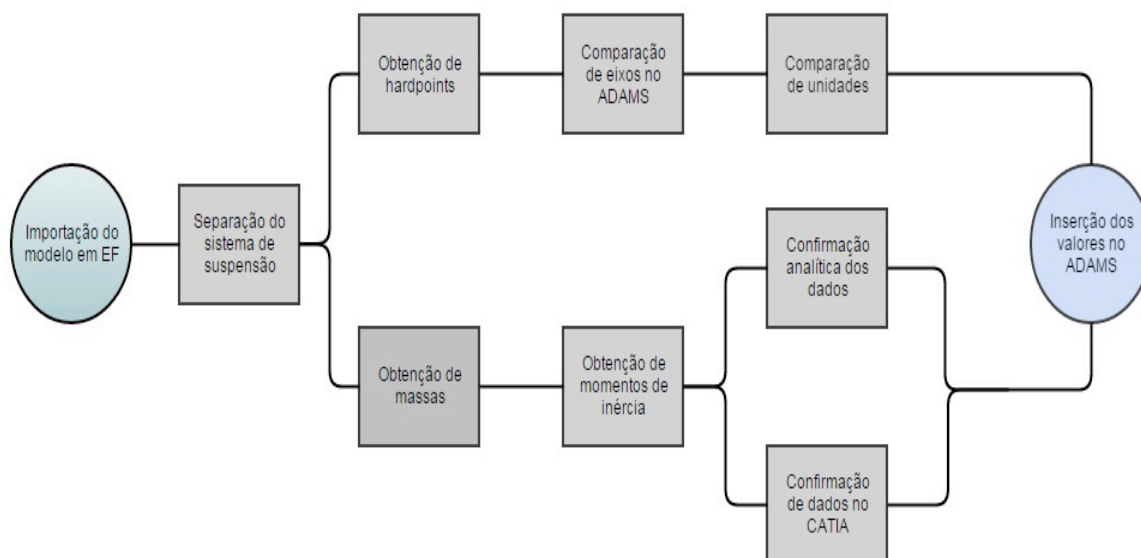 Importação do
modelo em EF
Separação do
sistema de
suspensão
Obtenção de
hardpoints
Comparação
de eixos no
ADAMS
Comparação
de unidades
Obtenção de
massas
Obtenção de
momentos de
inércia
Confirmação
analítica dos
dados
Confirmação
de dados no
CATIA
Inserção dos
valores no
ADAMS